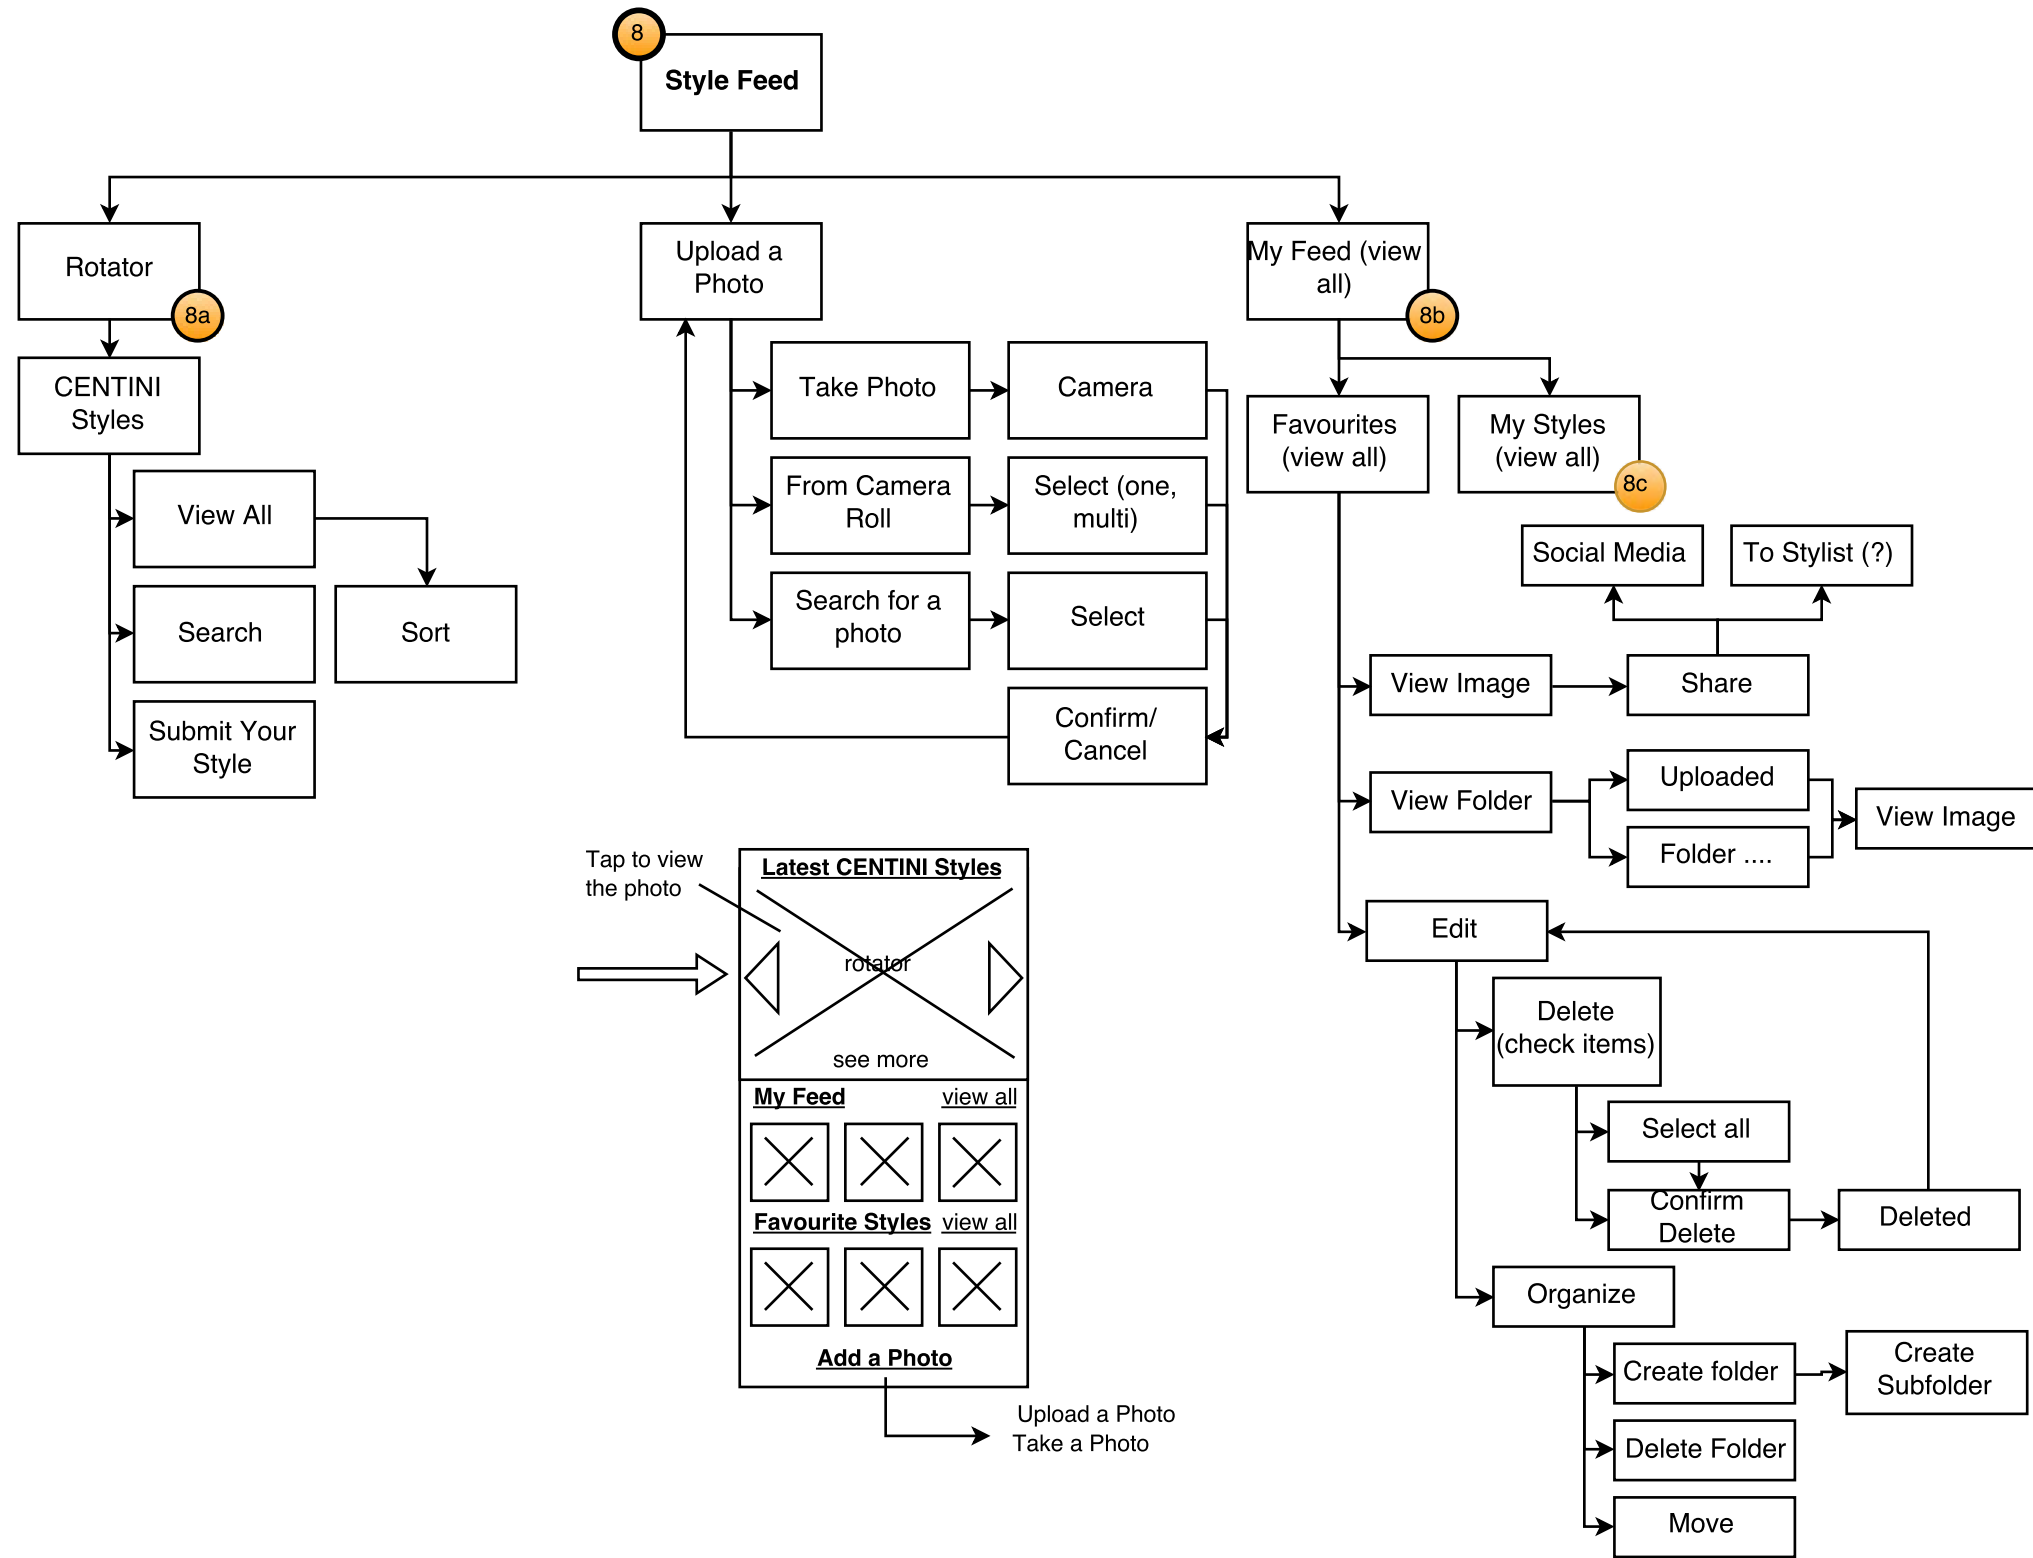 8
Style Feed
Rotator
8a
Upload a
Photo
My Feed (view
all)
8b
CENTINI
Styles
View All
Search
Sort
Submit Your
Style
Take Photo
Camera
From Camera
Roll
Select (one,
multi)
Search for a
photo
Select
Confirm/
Cancel
Favourites
(view all)
My Styles
(view all)
8c
Social Media
To Stylist (?)
View Image
Share
View Folder
Uploaded
Folder ....
View Image
Edit
Delete
(check items)
Select all
Confirm
Delete
Deleted
Organize
Create folder
Create
Subfolder
Delete Folder
Move
Tap to view
the photo
Latest CENTINI Styles
rotator
see more
My Feed view all
Favourite Styles view all
Add a Photo
Upload a Photo
Take a Photo